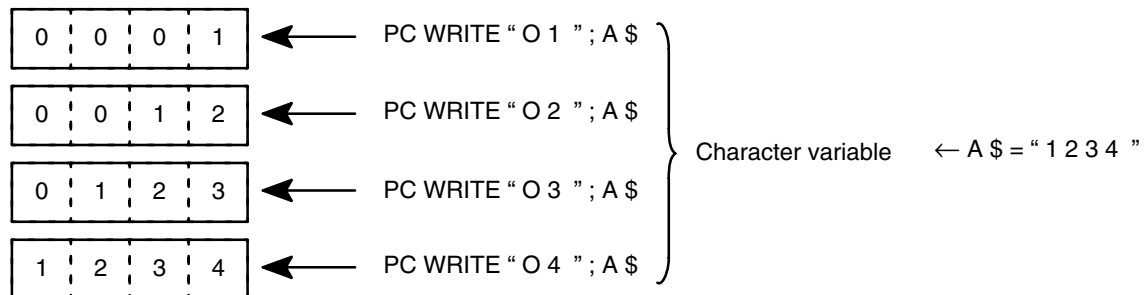 0 0 0 1 PC WRITE “ O 1 ” ; A $
0 0 1 2 PC WRITE “ O 2 ” ; A $
Character variable ← A $ = “ 1 2 3 4 ”
0 1 2 3 PC WRITE “ O 3 ” ; A $
1 2 3 4 PC WRITE “ O 4 ” ; A $